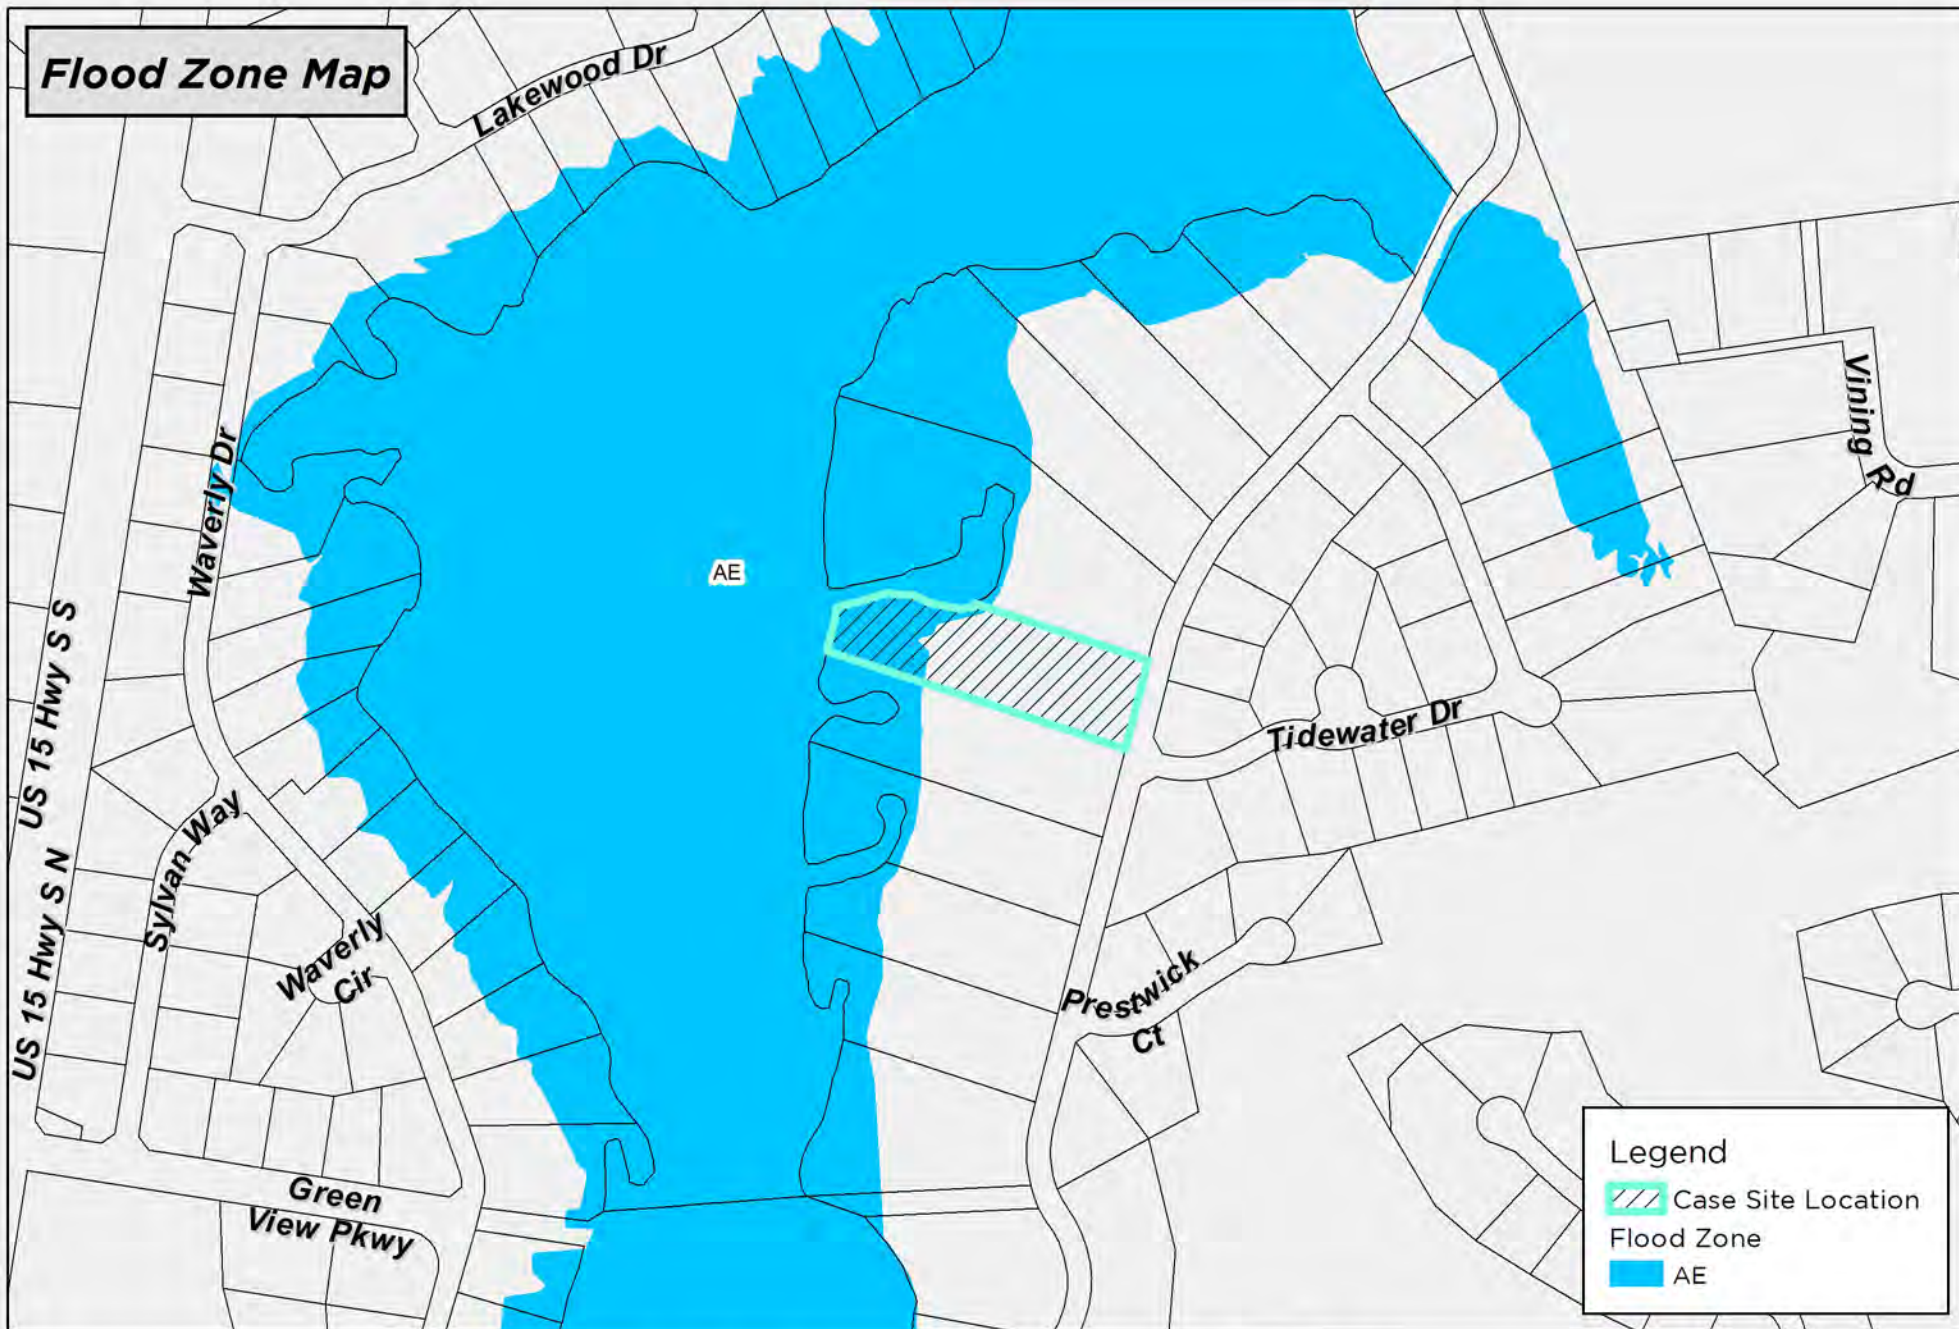 Flood Zone Map
Lakewood Dr
Waverly Dr
Vining Rd
AE
US 15 Hwy S S
Tidewater Dr
Sylvan Way
US 15 Hwy S N
Waverly
Cir
Prestwick
Ct
Green
View Pkwy
Legend
Case Site Location
Flood Zone
AE